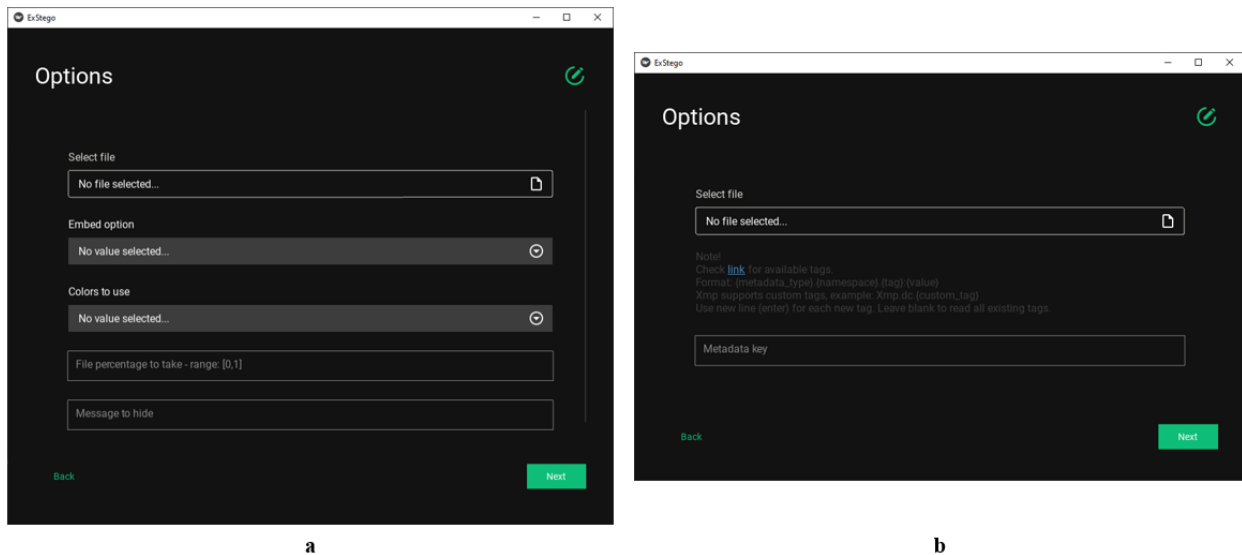 ExStego
Options
Select file
No file selected...
Embed option
No value selected...
Colors to use
No value selected...
File percentage to take - range: [0,1]
Message to hide
Back
Next
a
ExStego
Options
Select file
No file selected...
Note!
Check link for available tags.
Format: {metadata_type}.{namespace}.{tag}:{value}
Xmp supports custom tags, example: Xmp.dc.{custom_tag}
Use new line (enter) for each new tag. Leave blank to read all existing tags.
Metadata key
Back
Next
b